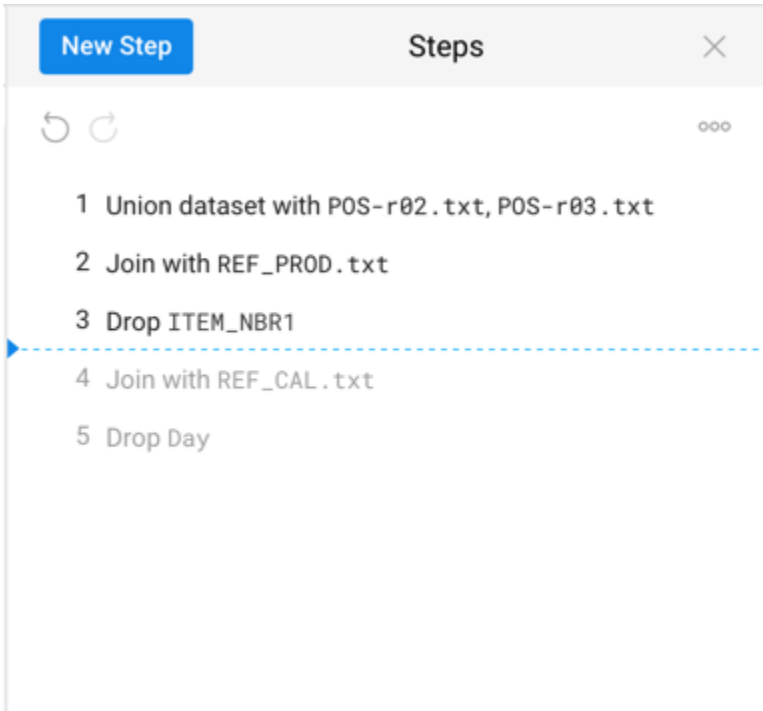 New Step Steps
1 Union dataset with POS-r02.txt, POS-r03.txt
2 Join with REF_PROD.txt
3 Drop ITEM_NBR1
4 Join with REF_CAL.txt
5 Drop Day